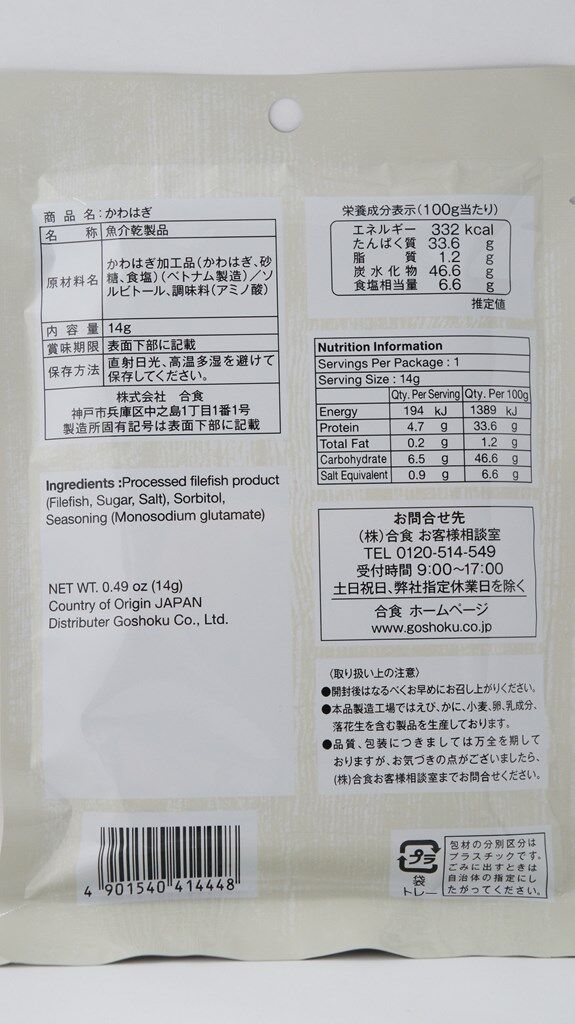 商品名:かわはぎ
名称 魚介乾製品
原材料名 かわはぎ加工品(かわはぎ、砂
糖、食塩)(ベトナム製造)/ソ
ルビトール、調味料(アミノ酸)
内容量 14g
賞味期限 表面下部に記載
保存方法 直射日光、高温多湿を避けて
保存してください。
株式会社 合食
神戸市兵庫区中之島1丁目1番1号
製造所固有記号は表面下部に記載
Ingredients :Processed filefish product
(Filefish, Sugar, Salt), Sorbitol,
Seasoning (Monosodium glutamate)
NET WT. 0.49 oz (14g)
Country of Origin JAPAN
Distributer Goshoku Co., Ltd.
4 901540 414448
栄養成分表示(100g当たり)
エネルギー 332 kcal
たんぱく質 33.6 g
脂質 1.2 g
炭水化物 46.6 g
食塩相当量 6.6 g
推定値
Nutrition Information
Servings Per Package : 1
Serving Size : 14g
Qty. Per Serving Qty. Per 100g
Energy 194 kJ 1389 kJ
Protein 4.7 g 33.6 g
Total Fat 0.2 g 1.2 g
Carbohydrate 6.5 g 46.6 g
Salt Equivalent 0.9 g 6.6 g
お問合せ先
(株)合食 お客様相談室
TEL 0120-514-549
受付時間 9:00〜17:00
土日祝日、弊社指定休業日を除く
合食 ホームページ
www.goshoku.co.jp
〈取り扱い上の注意〉
●開封後はなるべくお早めにお召し上がりください。
●本品製造工場ではえび、かに、小麦、卵、乳成分、
落花生を含む製品を生産しております。
●品質、包装につきましては万全を期して
おりますが、お気づきの点がございましたら、
(株)合食お客様相談室までお問合せください。
プラ
袋
トレー
包材の分別区分は
プラスチックです。
ごみに出すときは
自治体の指定にし
たがってください。